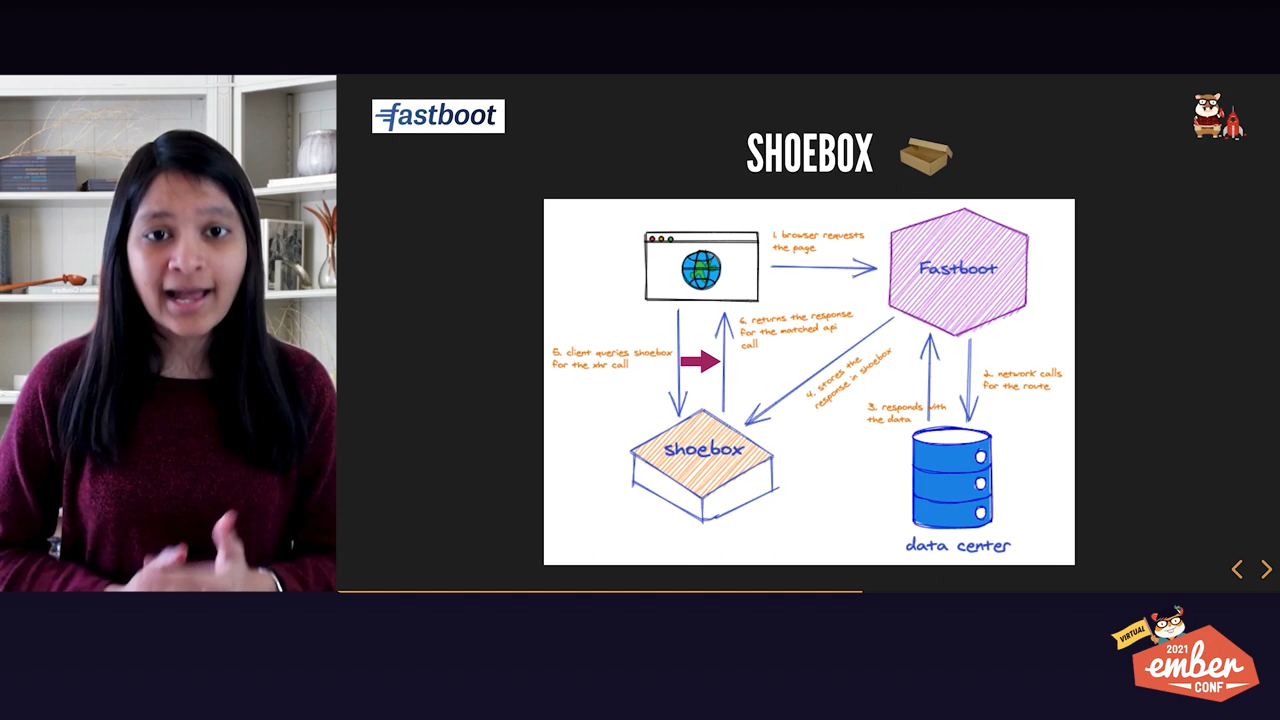 fastboot
SHOEBOX
1. browser requests
the page
Fastboot
6. returns the response
for the matched api
call
5. client queries shoebox
for the xhr call
4. stores the
response in shoebox
2. network calls
for the route
3. responds with
the data
shoebox
data center
VIRTUAL
2021
ember
CONF